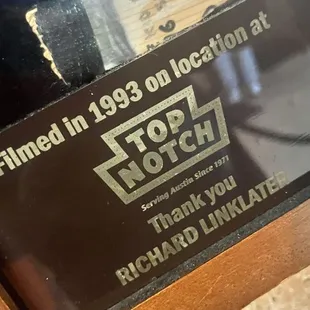 Filmed in 1993 on location at
TOP
NOTCH
Serving Austin Since 1971
Thank you
RICHARD LINKLATER